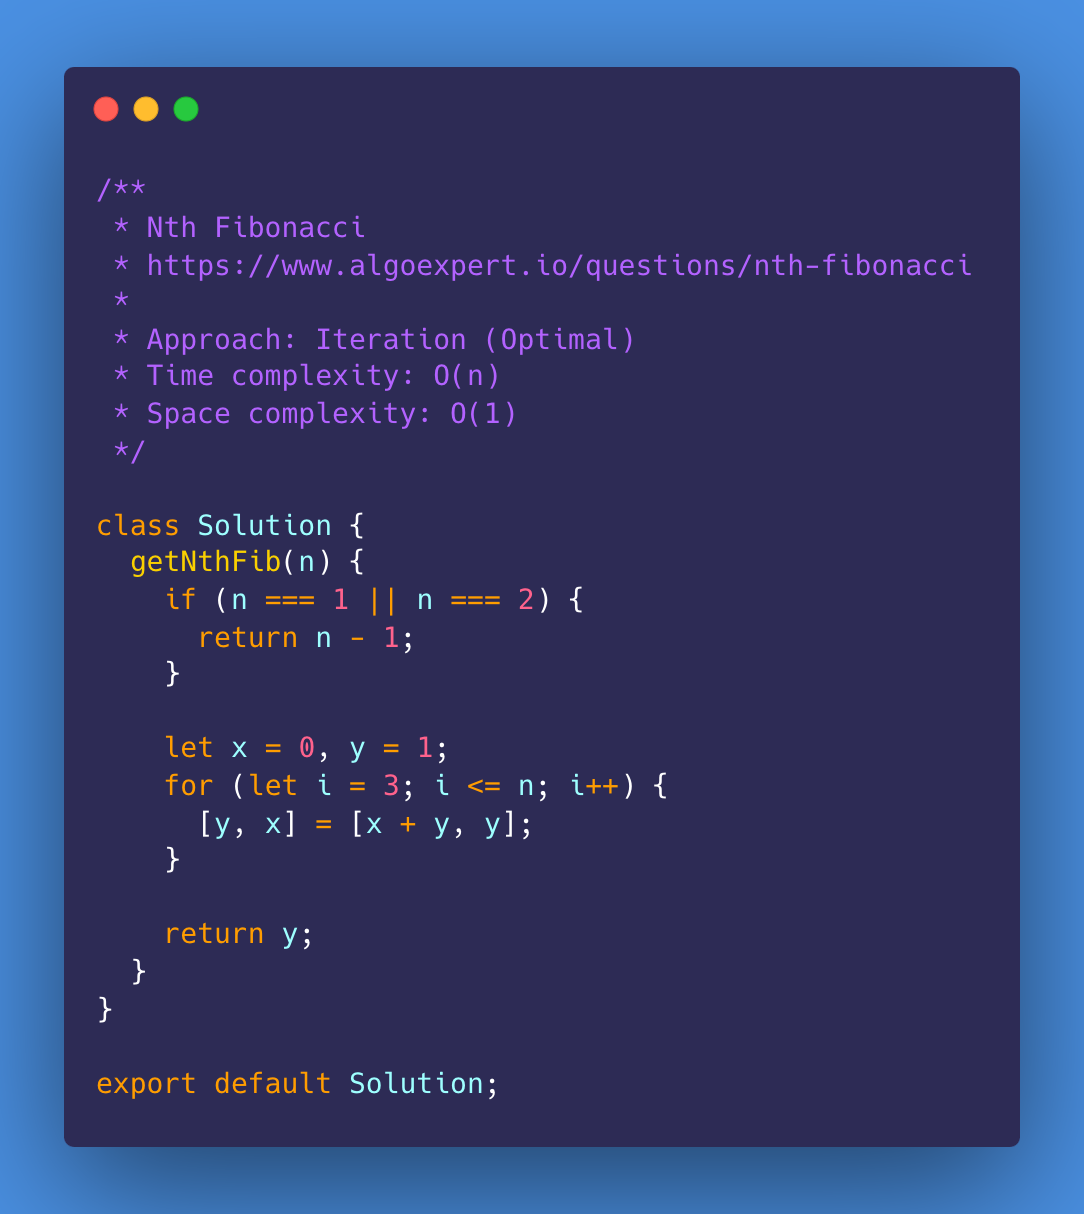 /**
 * Nth Fibonacci
 * https://www.algoexpert.io/questions/nth-fibonacci
 *
 * Approach: Iteration (Optimal)
 * Time complexity: O(n)
 * Space complexity: O(1)
 */

class Solution {
  getNthFib(n) {
    if (n === 1 || n === 2) {
      return n - 1;
    }

    let x = 0, y = 1;
    for (let i = 3; i <= n; i++) {
      [y, x] = [x + y, y];
    }

    return y;
  }
}

export default Solution;